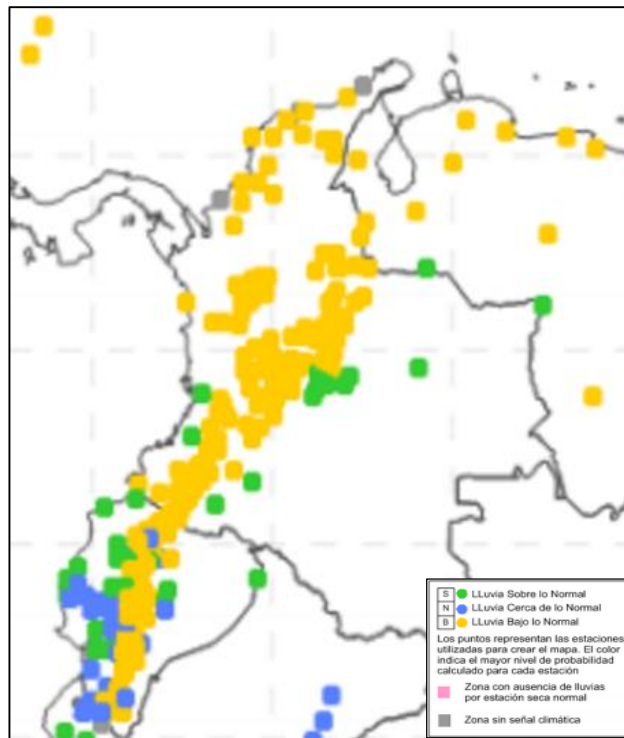 S LLuvia Sobre lo Normal
N LLuvia Cerca de lo Normal
B LLuvia Bajo lo Normal
Los puntos representan las estaciones
utilizadas para crear el mapa. El color
indica el mayor nivel de probabilidad
calculado para cada estación
Zona con ausencia de lluvias
por estación seca normal
Zona sin señal climática